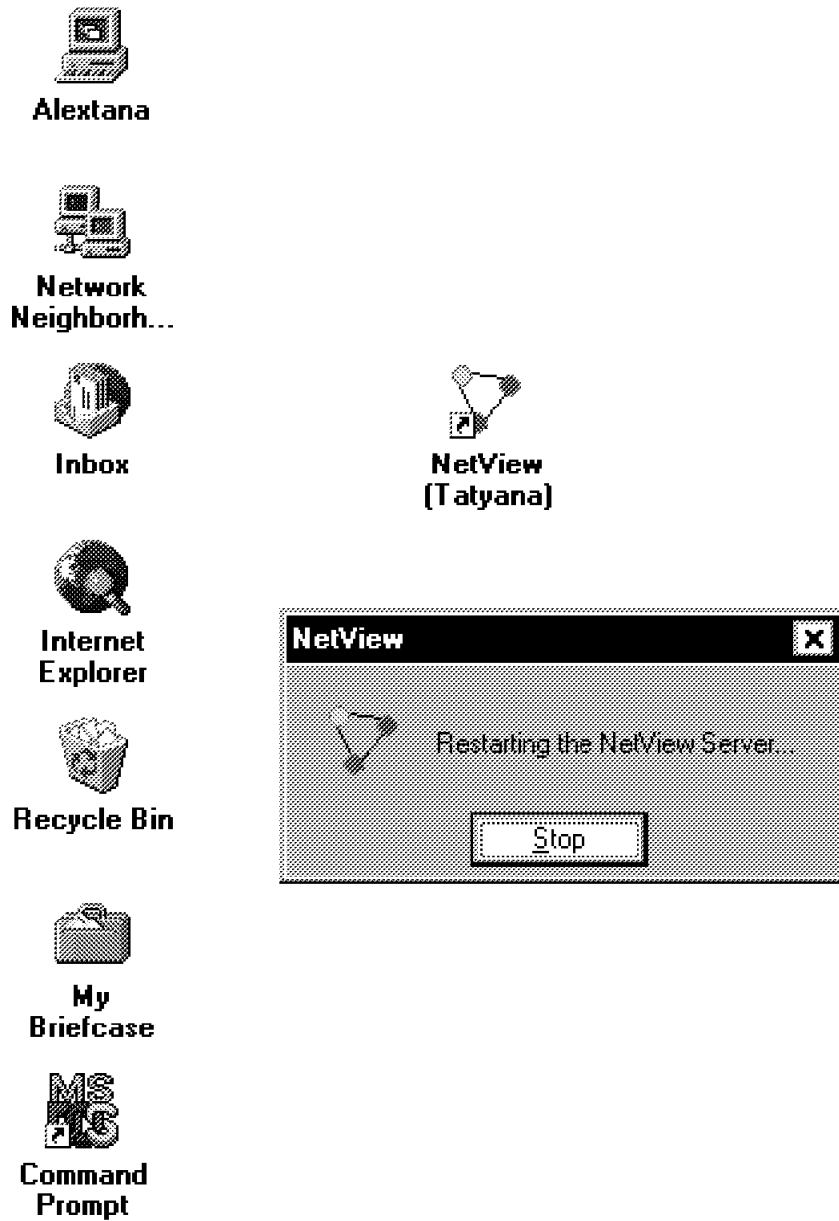 Alextana
Network
Neighborh...
Inbox
NetView
(Tatyana)
Internet
Explorer
NetView
Restarting the NetView Server...
Stop
Recycle Bin
My
Briefcase
MS
Command
Prompt